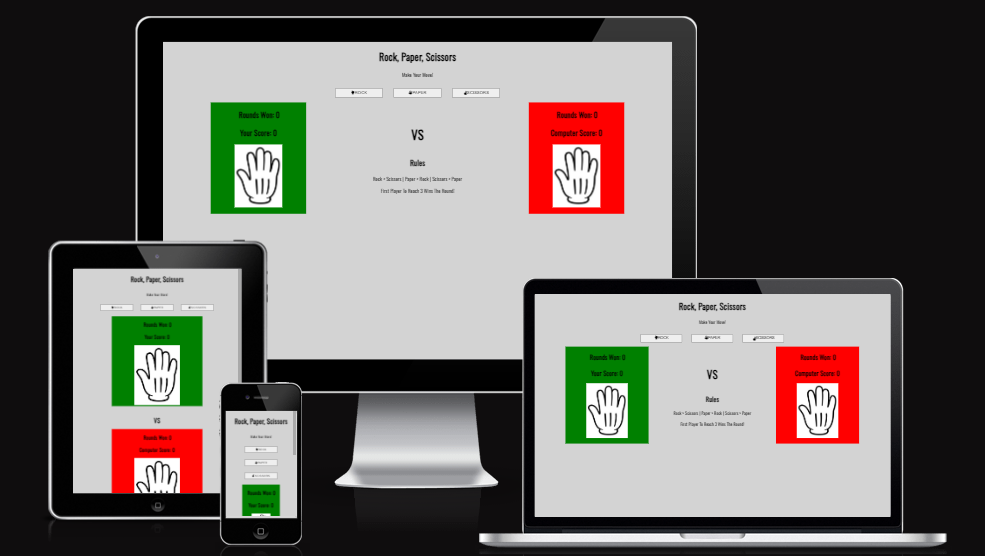 Rock, Paper, Scissors
Make Your Move!
ROCK
PAPER
SCISSORS
Rounds Won: 0
Your Score: 0
VS
Rounds Won: 0
Computer Score: 0
Rules
Rock > Scissors | Paper > Rock | Scissors > Paper
First Player To Reach 3 Wins The Round!
Rock, Paper, Scissors
Make Your Move!
ROCK
PAPER
SCISSORS
Rounds Won: 0
Your Score: 0
VS
Rounds Won: 0
Computer Score: 0
Rock, Paper, Scissors
Make Your Move!
ROCK
PAPER
SCISSORS
Rounds Won: 0
Your Score: 0
Rock, Paper, Scissors
Make Your Move!
ROCK
PAPER
SCISSORS
Rounds Won: 0
Your Score: 0
VS
Rounds Won: 0
Computer Score: 0
Rules
Rock > Scissors | Paper > Rock | Scissors > Paper
First Player To Reach 3 Wins The Round!